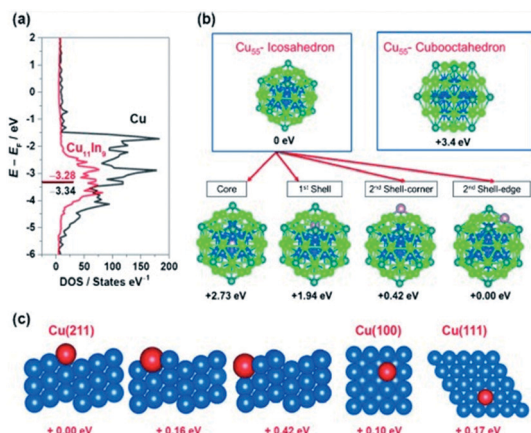 (a)
2
1
0
-1
-2
-3
-4
-5
-6
E − EF / eV
Cu
Cu11In9
−3.28
−3.34
0 50 100 150 200
DOS / States eV−1
(b)
Cu55- Icosahedron
0 eV
Cu55- Cubooctahedron
+3.4 eV
Core
1st Shell
2nd Shell-corner
2nd Shell-edge
+2.73 eV
+1.94 eV
+0.42 eV
+0.00 eV
(c)
Cu(211)
Cu(100)
Cu(111)
+ 0.00 eV
+ 0.16 eV
+ 0.42 eV
+ 0.10 eV
+ 0.17 eV